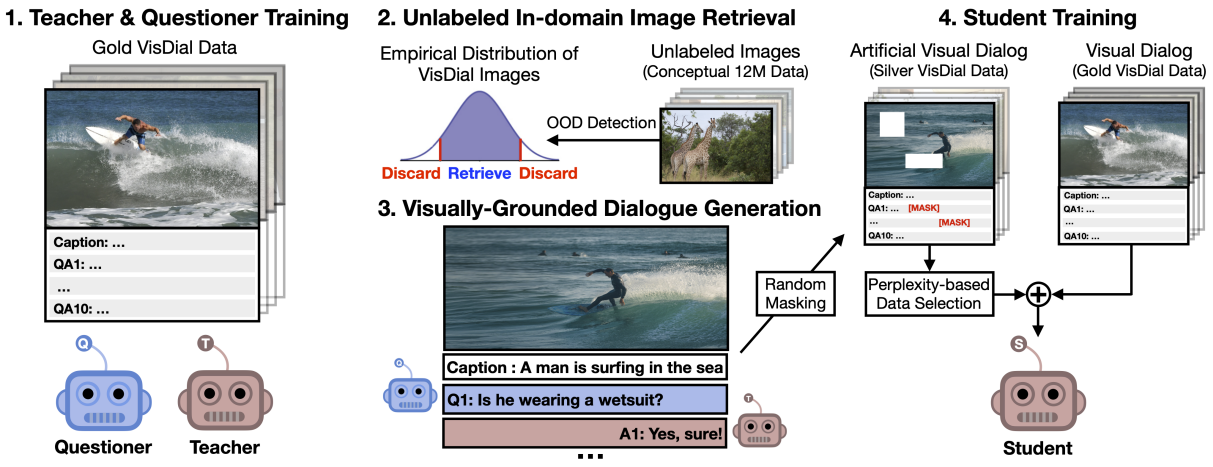 1. Teacher & Questioner Training
Gold VisDial Data
Caption: ...
QA1: ...
...
QA10: ...
Q
T
Questioner
Teacher
2. Unlabeled In-domain Image Retrieval
Empirical Distribution of
VisDial Images
Unlabeled Images
(Conceptual 12M Data)
OOD Detection
Discard
Retrieve
Discard
3. Visually-Grounded Dialogue Generation
Caption : A man is surfing in the sea
Q
Q1: Is he wearing a wetsuit?
T
A1: Yes, sure!
...
Random
Masking
4. Student Training
Artificial Visual Dialog
(Silver VisDial Data)
Visual Dialog
(Gold VisDial Data)
Caption: ...
QA1: ... [MASK]
... [MASK]
QA10: ...
Caption: ...
QA1: ...
...
QA10: ...
Perplexity-based
Data Selection
S
Student